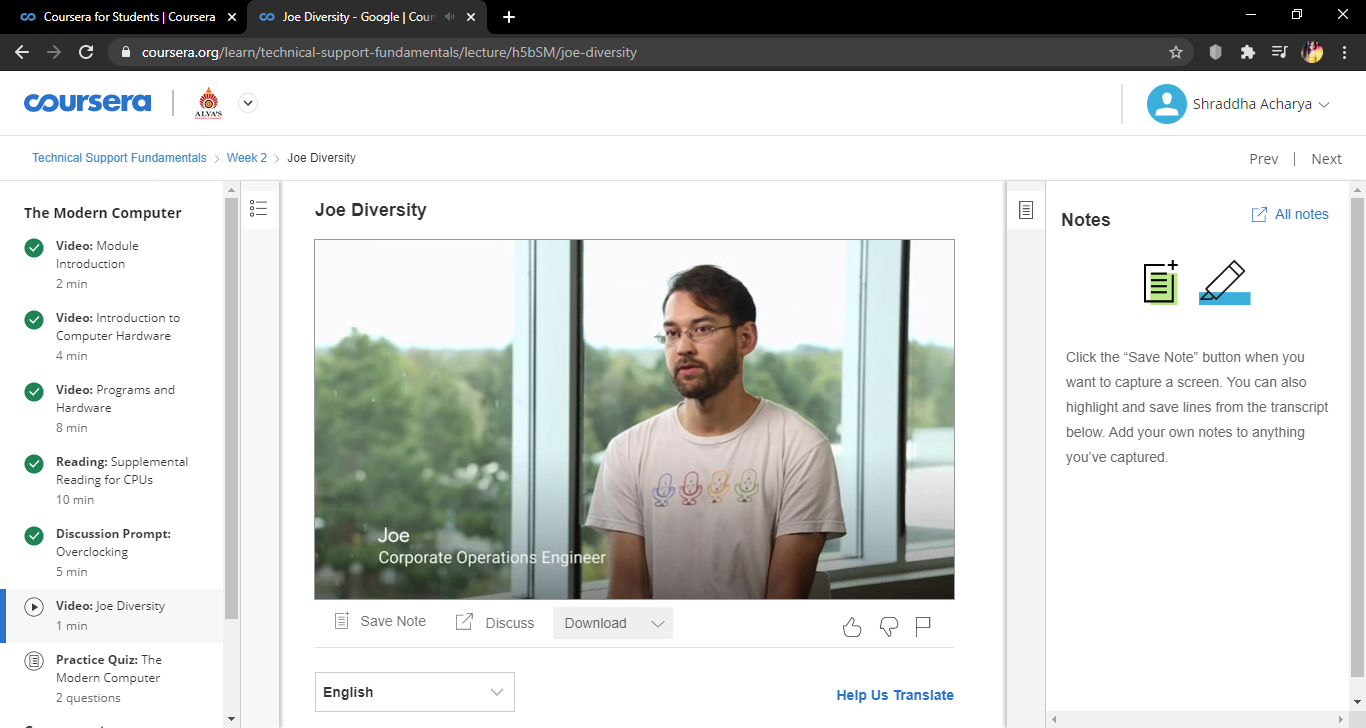 Coursera for Students | Coursera
Joe Diversity - Google | Cour
coursera.org/learn/technical-support-fundamentals/lecture/h5bSM/joe-diversity
coursera
ALVA'S
Shraddha Acharya
Technical Support Fundamentals
Week 2
Joe Diversity
Prev | Next
The Modern Computer
Video: Module
Introduction
2 min
Video: Introduction to
Computer Hardware
4 min
Video: Programs and
Hardware
8 min
Reading: Supplemental
Reading for CPUs
10 min
Discussion Prompt:
Overclocking
5 min
Video: Joe Diversity
1 min
Practice Quiz: The
Modern Computer
2 questions
Joe Diversity
Joe
Corporate Operations Engineer
Save Note
Discuss
Download
English
Help Us Translate
Notes
All notes
Click the “Save Note” button when you
want to capture a screen. You can also
highlight and save lines from the transcript
below. Add your own notes to anything
you’ve captured.